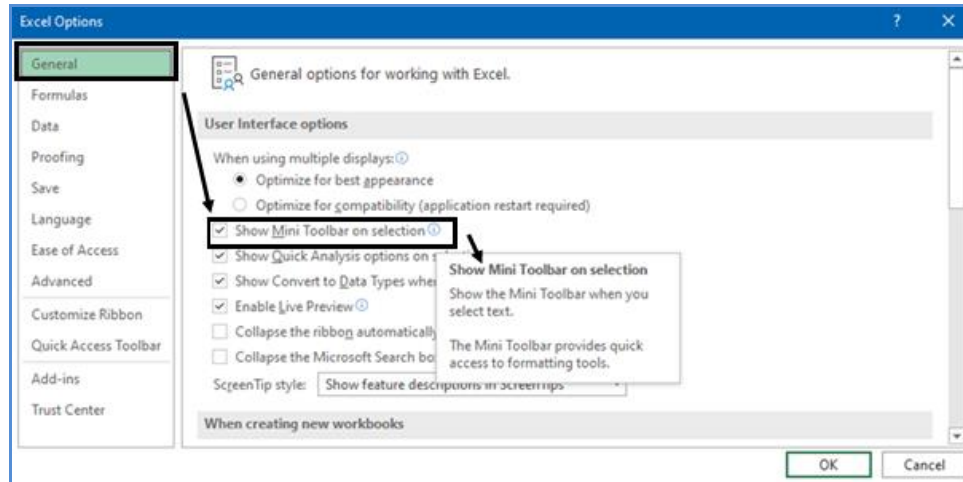 Excel Options
?
General
Formulas
Data
Proofing
Save
Language
Ease of Access
Advanced
Customize Ribbon
Quick Access Toolbar
Add-ins
Trust Center
General options for working with Excel.
User Interface options
When using multiple displays:
Optimize for best appearance
Optimize for compatibility (application restart required)
Show Mini Toolbar on selection
Show Quick Analysis options on
Show Convert to Data Types
Enable Live Preview
Collapse the ribbon automatically
Collapse the Microsoft Search
ScreenTip style: Show feature descriptions in ScreenTips
Show Mini Toolbar on selection
Show the Mini Toolbar when you
select text.
The Mini Toolbar provides quick
access to formatting tools.
When creating new workbooks
OK
Cancel